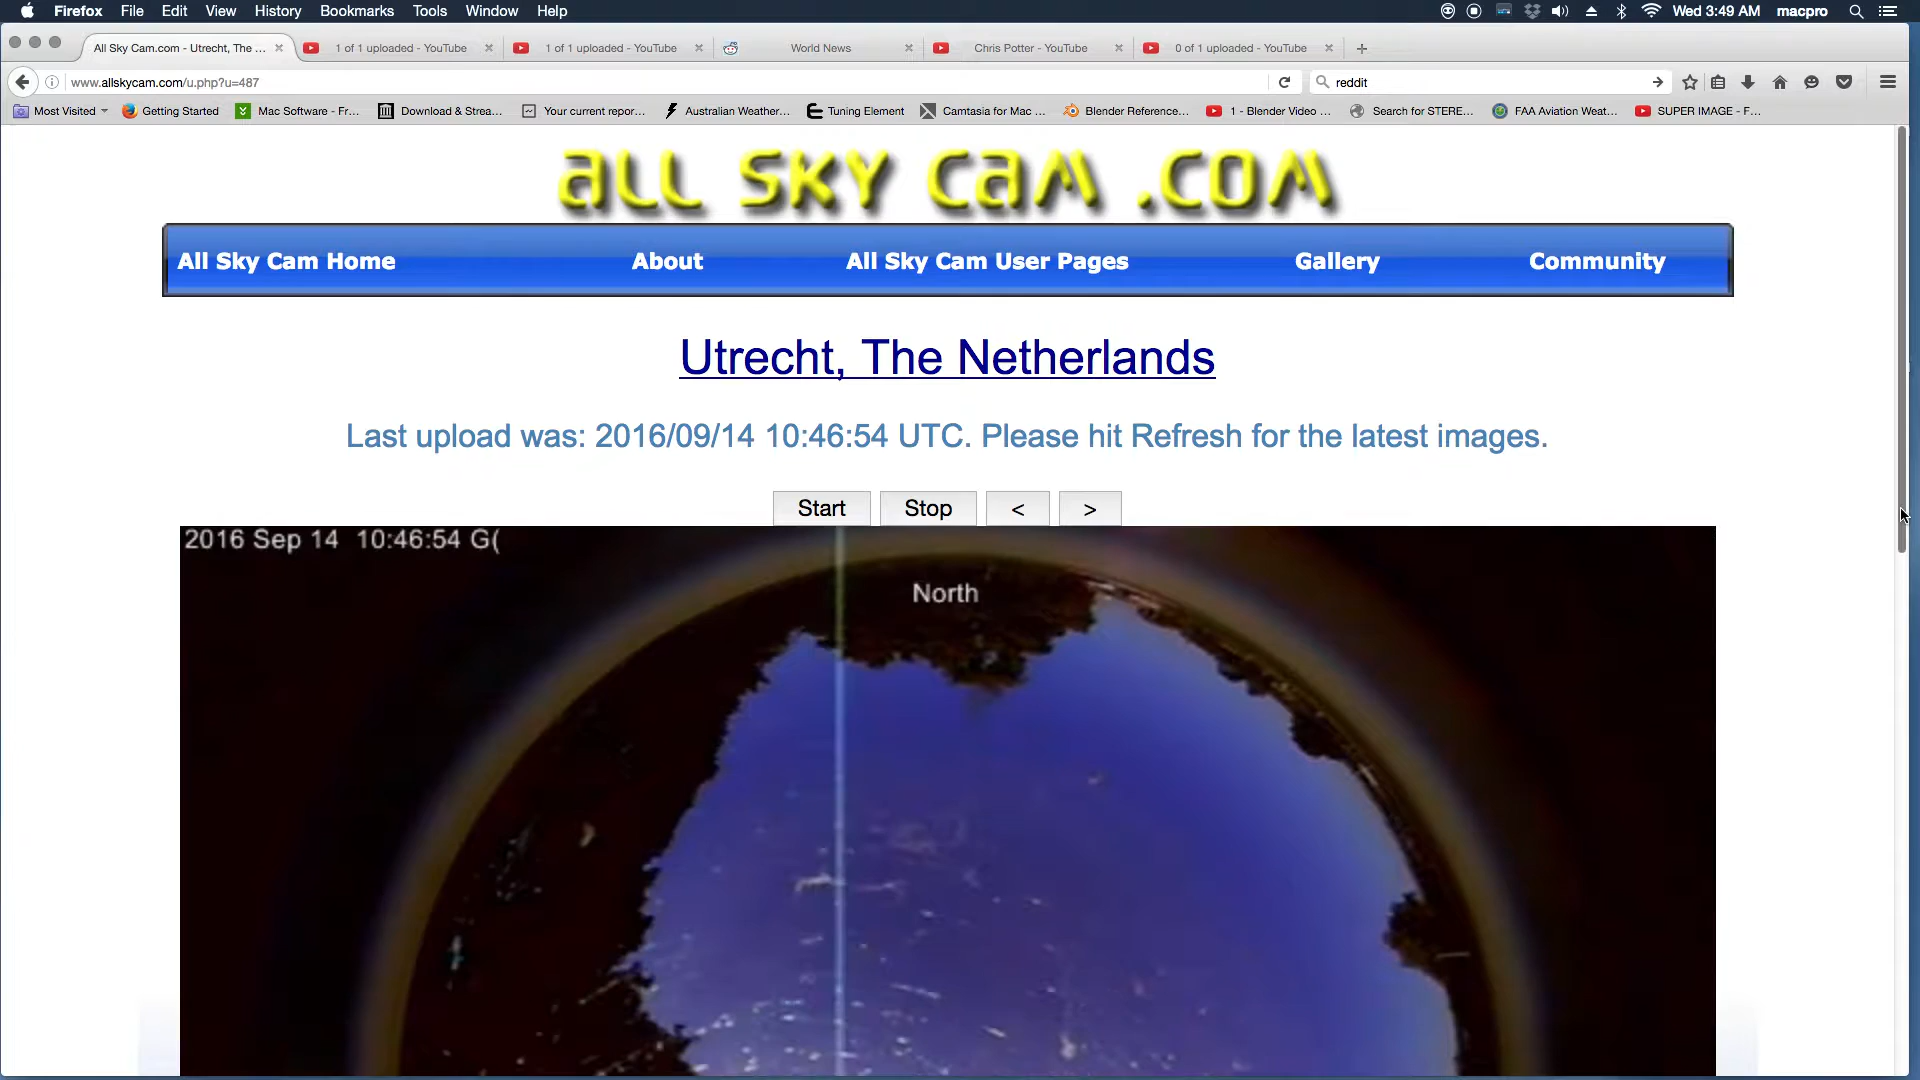 Firefox File Edit View History Bookmarks Tools Window Help Wed 3:49 AM macpro
All Sky Cam.com - Utrecht, The ... 1 of 1 uploaded - YouTube 1 of 1 uploaded - YouTube World News Chris Potter - YouTube 0 of 1 uploaded - YouTube
www.allskycam.com/u.php?u=487 reddit
Most Visited Getting Started Mac Software - Fr... Download & Strea... Your current repor... Australian Weather... Tuning Element Camtasia for Mac ... Blender Reference... 1 - Blender Video ... Search for STERE... FAA Aviation Weat... SUPER IMAGE - F...
all sky cam .com
All Sky Cam Home About All Sky Cam User Pages Gallery Community
Utrecht, The Netherlands
Last upload was: 2016/09/14 10:46:54 UTC. Please hit Refresh for the latest images.
Start Stop < >
2016 Sep 14 10:46:54 G(
North